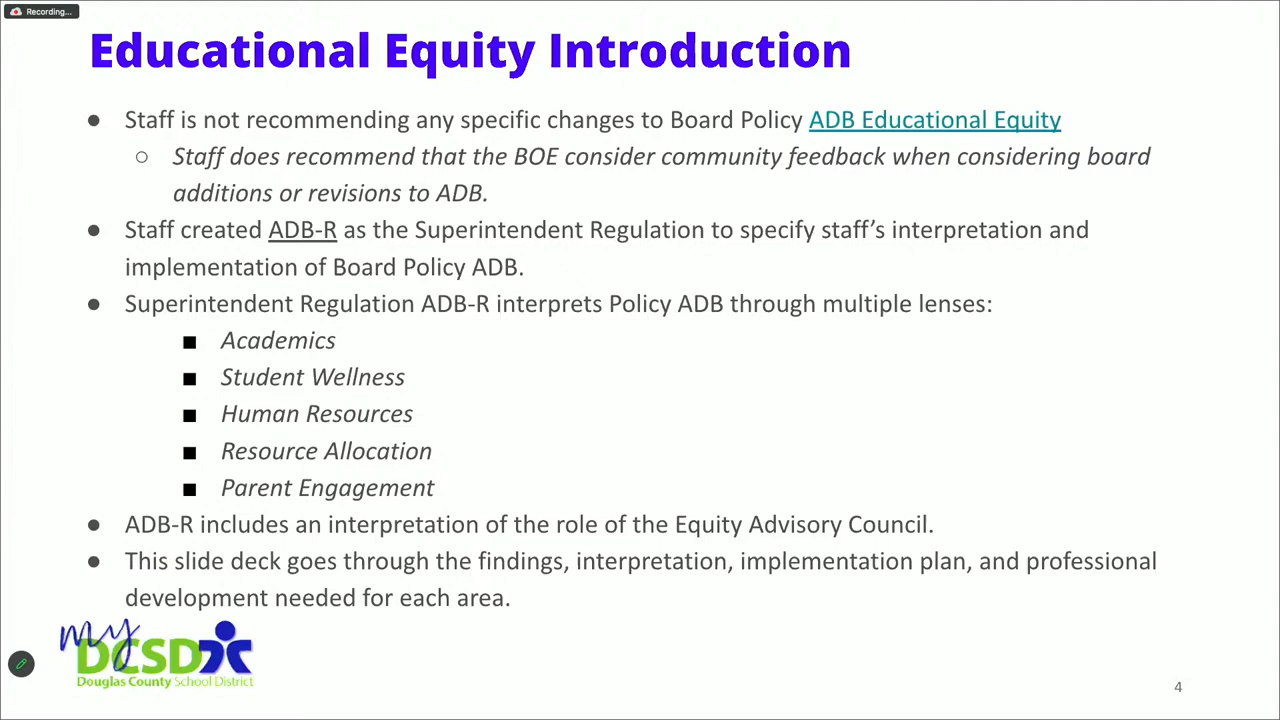 Recording...
Educational Equity Introduction
● Staff is not recommending any specific changes to Board Policy ADB Educational Equity
○ Staff does recommend that the BOE consider community feedback when considering board
additions or revisions to ADB.
● Staff created ADB-R as the Superintendent Regulation to specify staff’s interpretation and
implementation of Board Policy ADB.
● Superintendent Regulation ADB-R interprets Policy ADB through multiple lenses:
■ Academics
■ Student Wellness
■ Human Resources
■ Resource Allocation
■ Parent Engagement
● ADB-R includes an interpretation of the role of the Equity Advisory Council.
● This slide deck goes through the findings, interpretation, implementation plan, and professional
development needed for each area.
my
DCSD
Douglas County School District
4